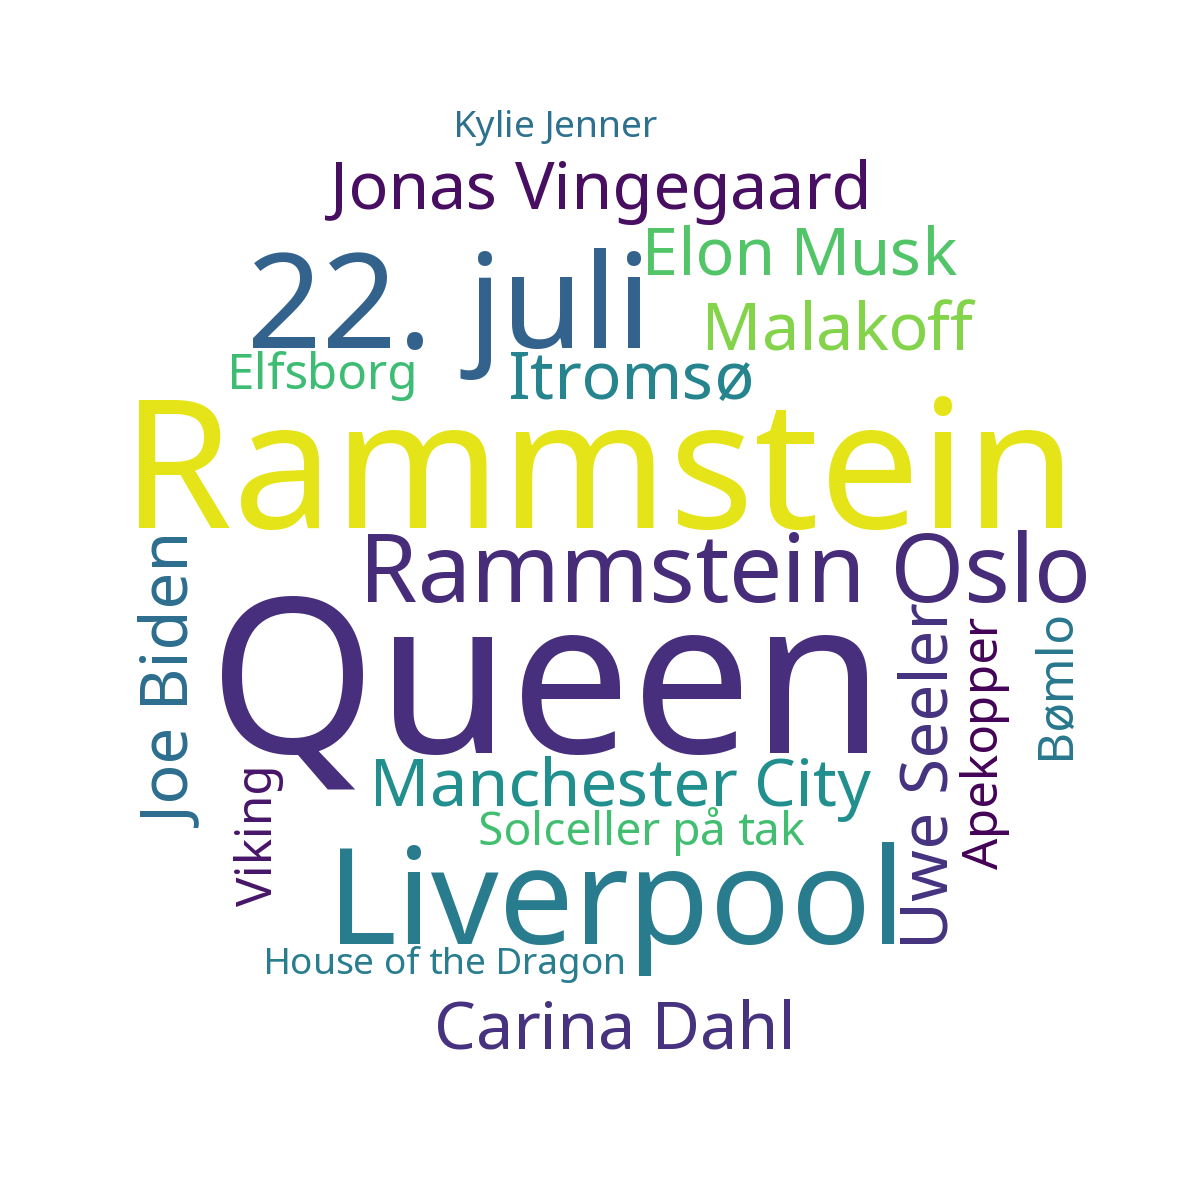 Kylie Jenner
Jonas Vingegaard
Elon Musk
22. juli
Malakoff
Elfsborg
Itromsø
Rammstein
Rammstein Oslo
Joe Biden
Queen
Uwe Seeler
Apekopper
Bømlo
Manchester City
Viking
Solceller på tak
Liverpool
House of the Dragon
Carina Dahl